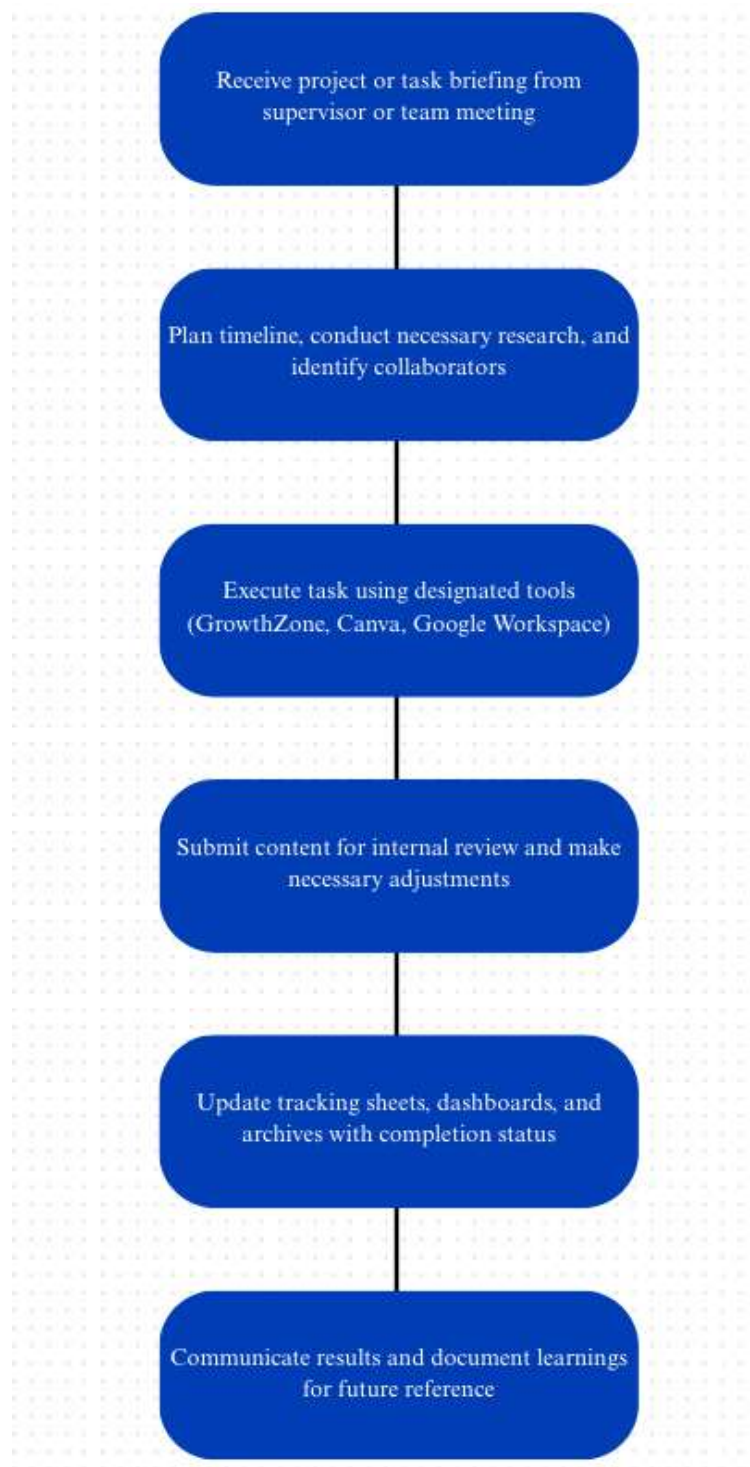 Receive project or task briefing from
supervisor or team meeting
Plan timeline, conduct necessary research, and
identify collaborators
Execute task using designated tools
(GrowthZone, Canva, Google Workspace)
Submit content for internal review and make
necessary adjustments
Update tracking sheets, dashboards, and
archives with completion status
Communicate results and document learnings
for future reference